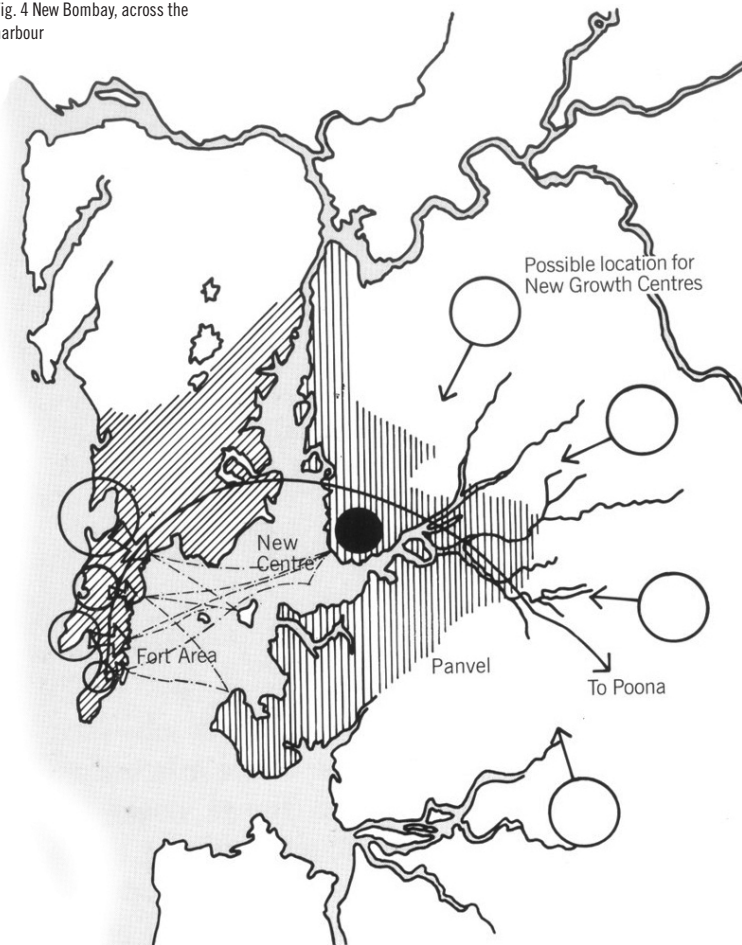 ig. 4 New Bombay, across the
arbour
Possible location for
New Growth Centres
New
Centre
Fort Area
Panvel
To Poona